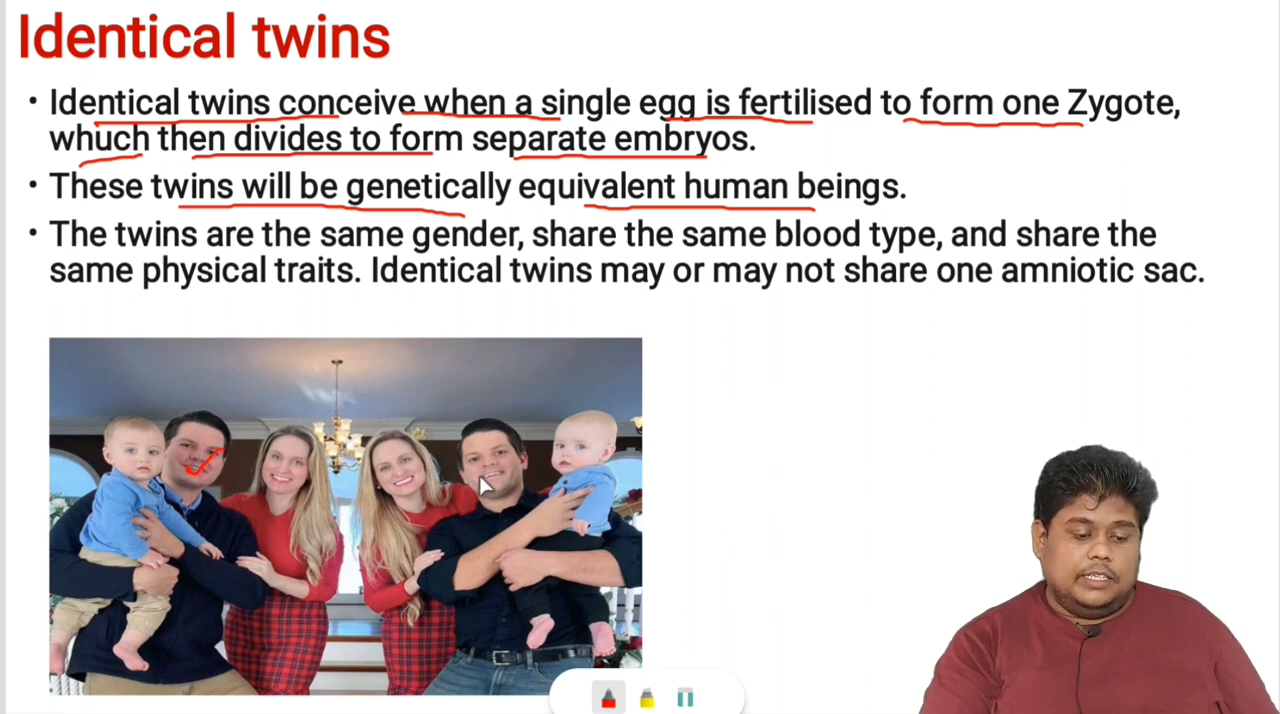 Identical twins
• Identical twins conceive when a single egg is fertilised to form one Zygote,
whuch then divides to form separate embryos.
• These twins will be genetically equivalent human beings.
• The twins are the same gender, share the same blood type, and share the
same physical traits. Identical twins may or may not share one amniotic sac.